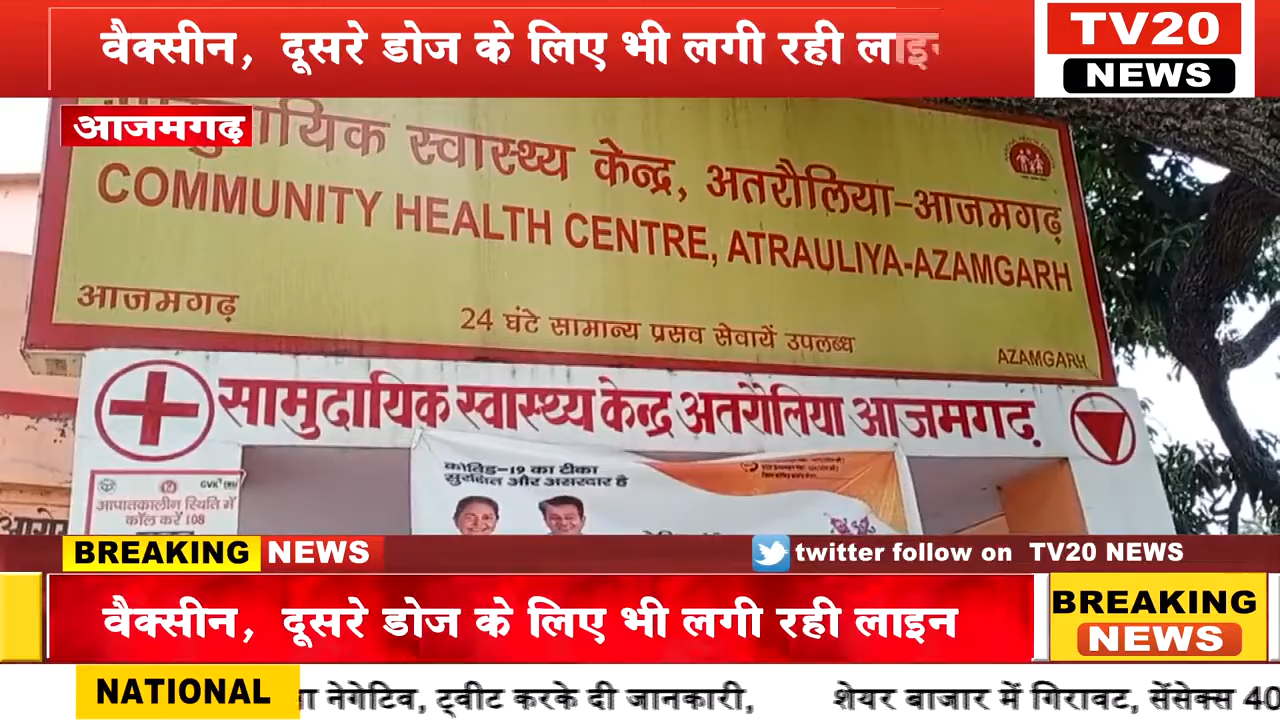 वैक्सीन, दूसरे डोज के लिए भी लगी रही लाइन
TV20
NEWS
आजमगढ़
स्वास्थ्य केन्द्र, अतरौलिया-आजमगढ़
COMMUNITY HEALTH CENTRE, ATRAULIYA-AZAMGARH
आजमगढ़
24 घंटे सामान्य प्रसव सेवायें उपलब्ध
AZAMGARH
सामुदायिक स्वास्थ्य केन्द्र अतरौलिया आजमगढ़
कोविड-19 का टीका
सुरक्षित और असरदार है
आपातकालीन स्थिति में
कॉल करें 108
BREAKING NEWS
twitter follow on TV20 NEWS
वैक्सीन, दूसरे डोज के लिए भी लगी रही लाइन
BREAKING
NEWS
NATIONAL
नेगेटिव, ट्वीट करके दी जानकारी, शेयर बाजार में गिरावट, सेंसेक्स 40